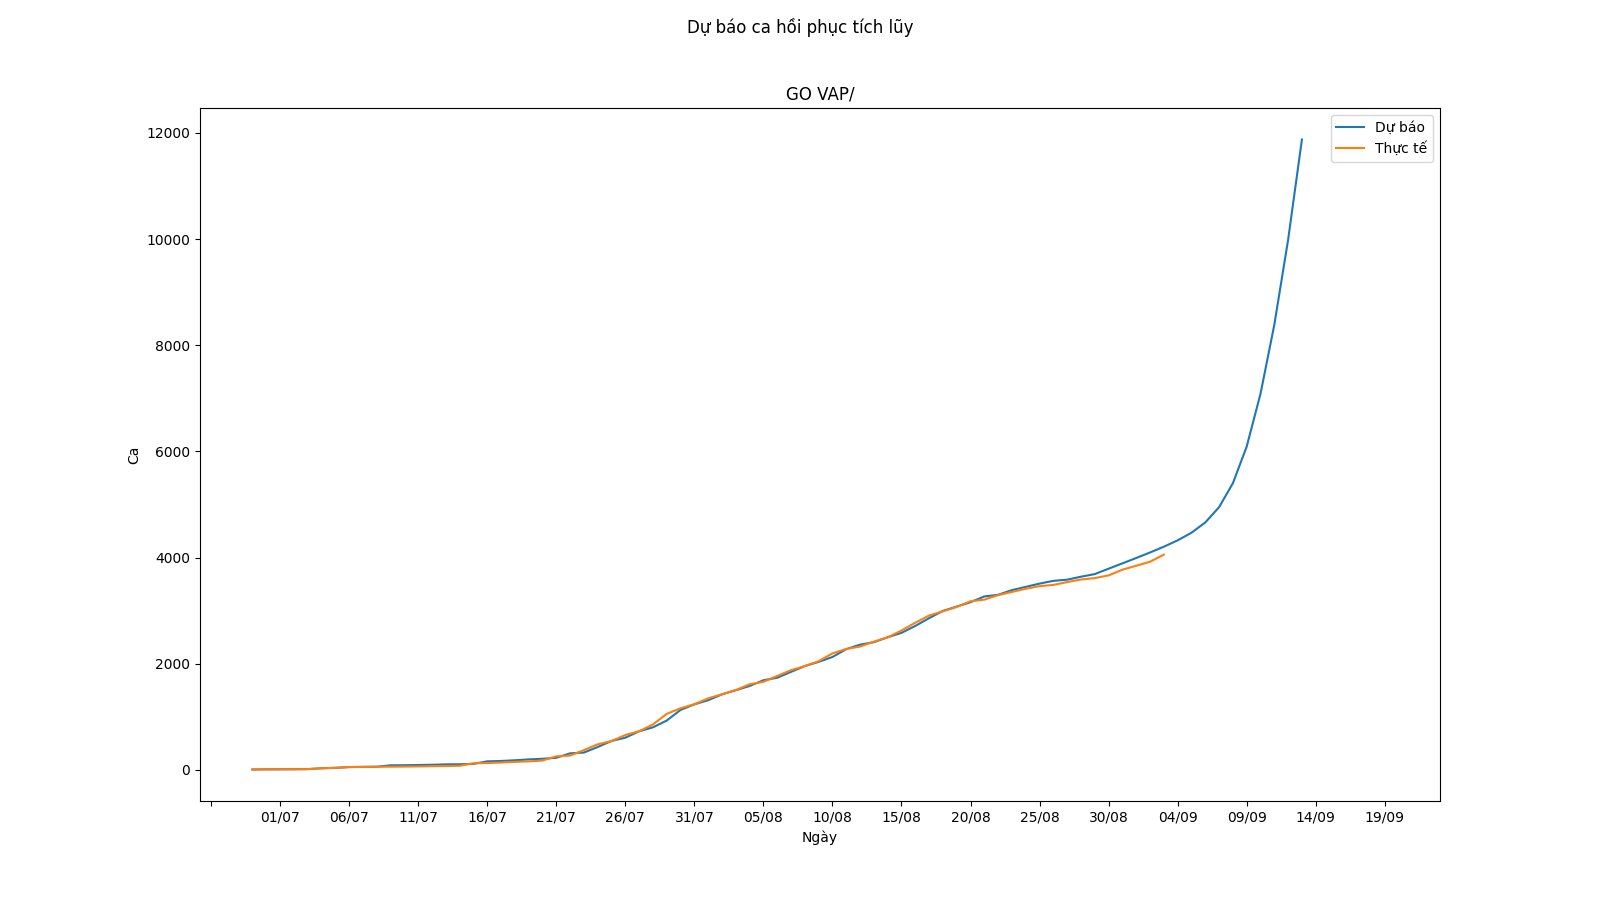 Dự báo ca hồi phục tích lũy
GO VAP/
Dự báo
Thực tế
12000
10000
8000
6000
4000
2000
0
Ca
01/07 06/07 11/07 16/07 21/07 26/07 31/07 05/08 10/08 15/08 20/08 25/08 30/08 04/09 09/09 14/09 19/09
Ngày